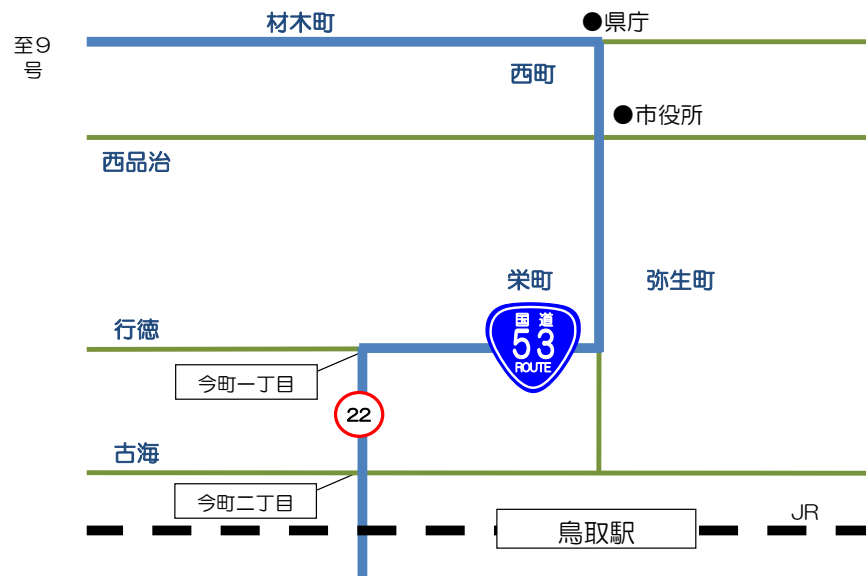 材木町
●県庁
至9
号
西町
●市役所
西品治
栄町
弥生町
国道
53
ROUTE
行徳
今町一丁目
22
古海
今町二丁目
鳥取駅
JR